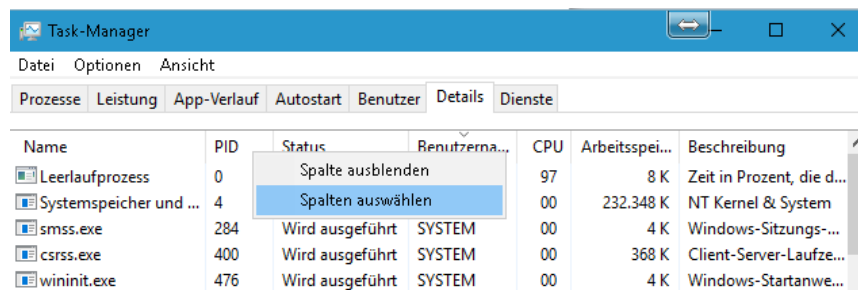 Task-Manager
Datei Optionen Ansicht
Prozesse Leistung App-Verlauf Autostart Benutzer Details Dienste
Name PID Status Benutzerna... CPU Arbeitsspei... Beschreibung
Leerlaufprozess 0 Spalte ausblenden 97 8 K Zeit in Prozent, die d...
Systemspeicher und ... 4 Spalten auswählen 00 232.348 K NT Kernel & System
smss.exe 284 Wird ausgeführt SYSTEM 00 4 K Windows-Sitzungs-...
csrss.exe 400 Wird ausgeführt SYSTEM 00 368 K Client-Server-Laufze...
wininit.exe 476 Wird ausgeführt SYSTEM 00 4 K Windows-Startanwe...